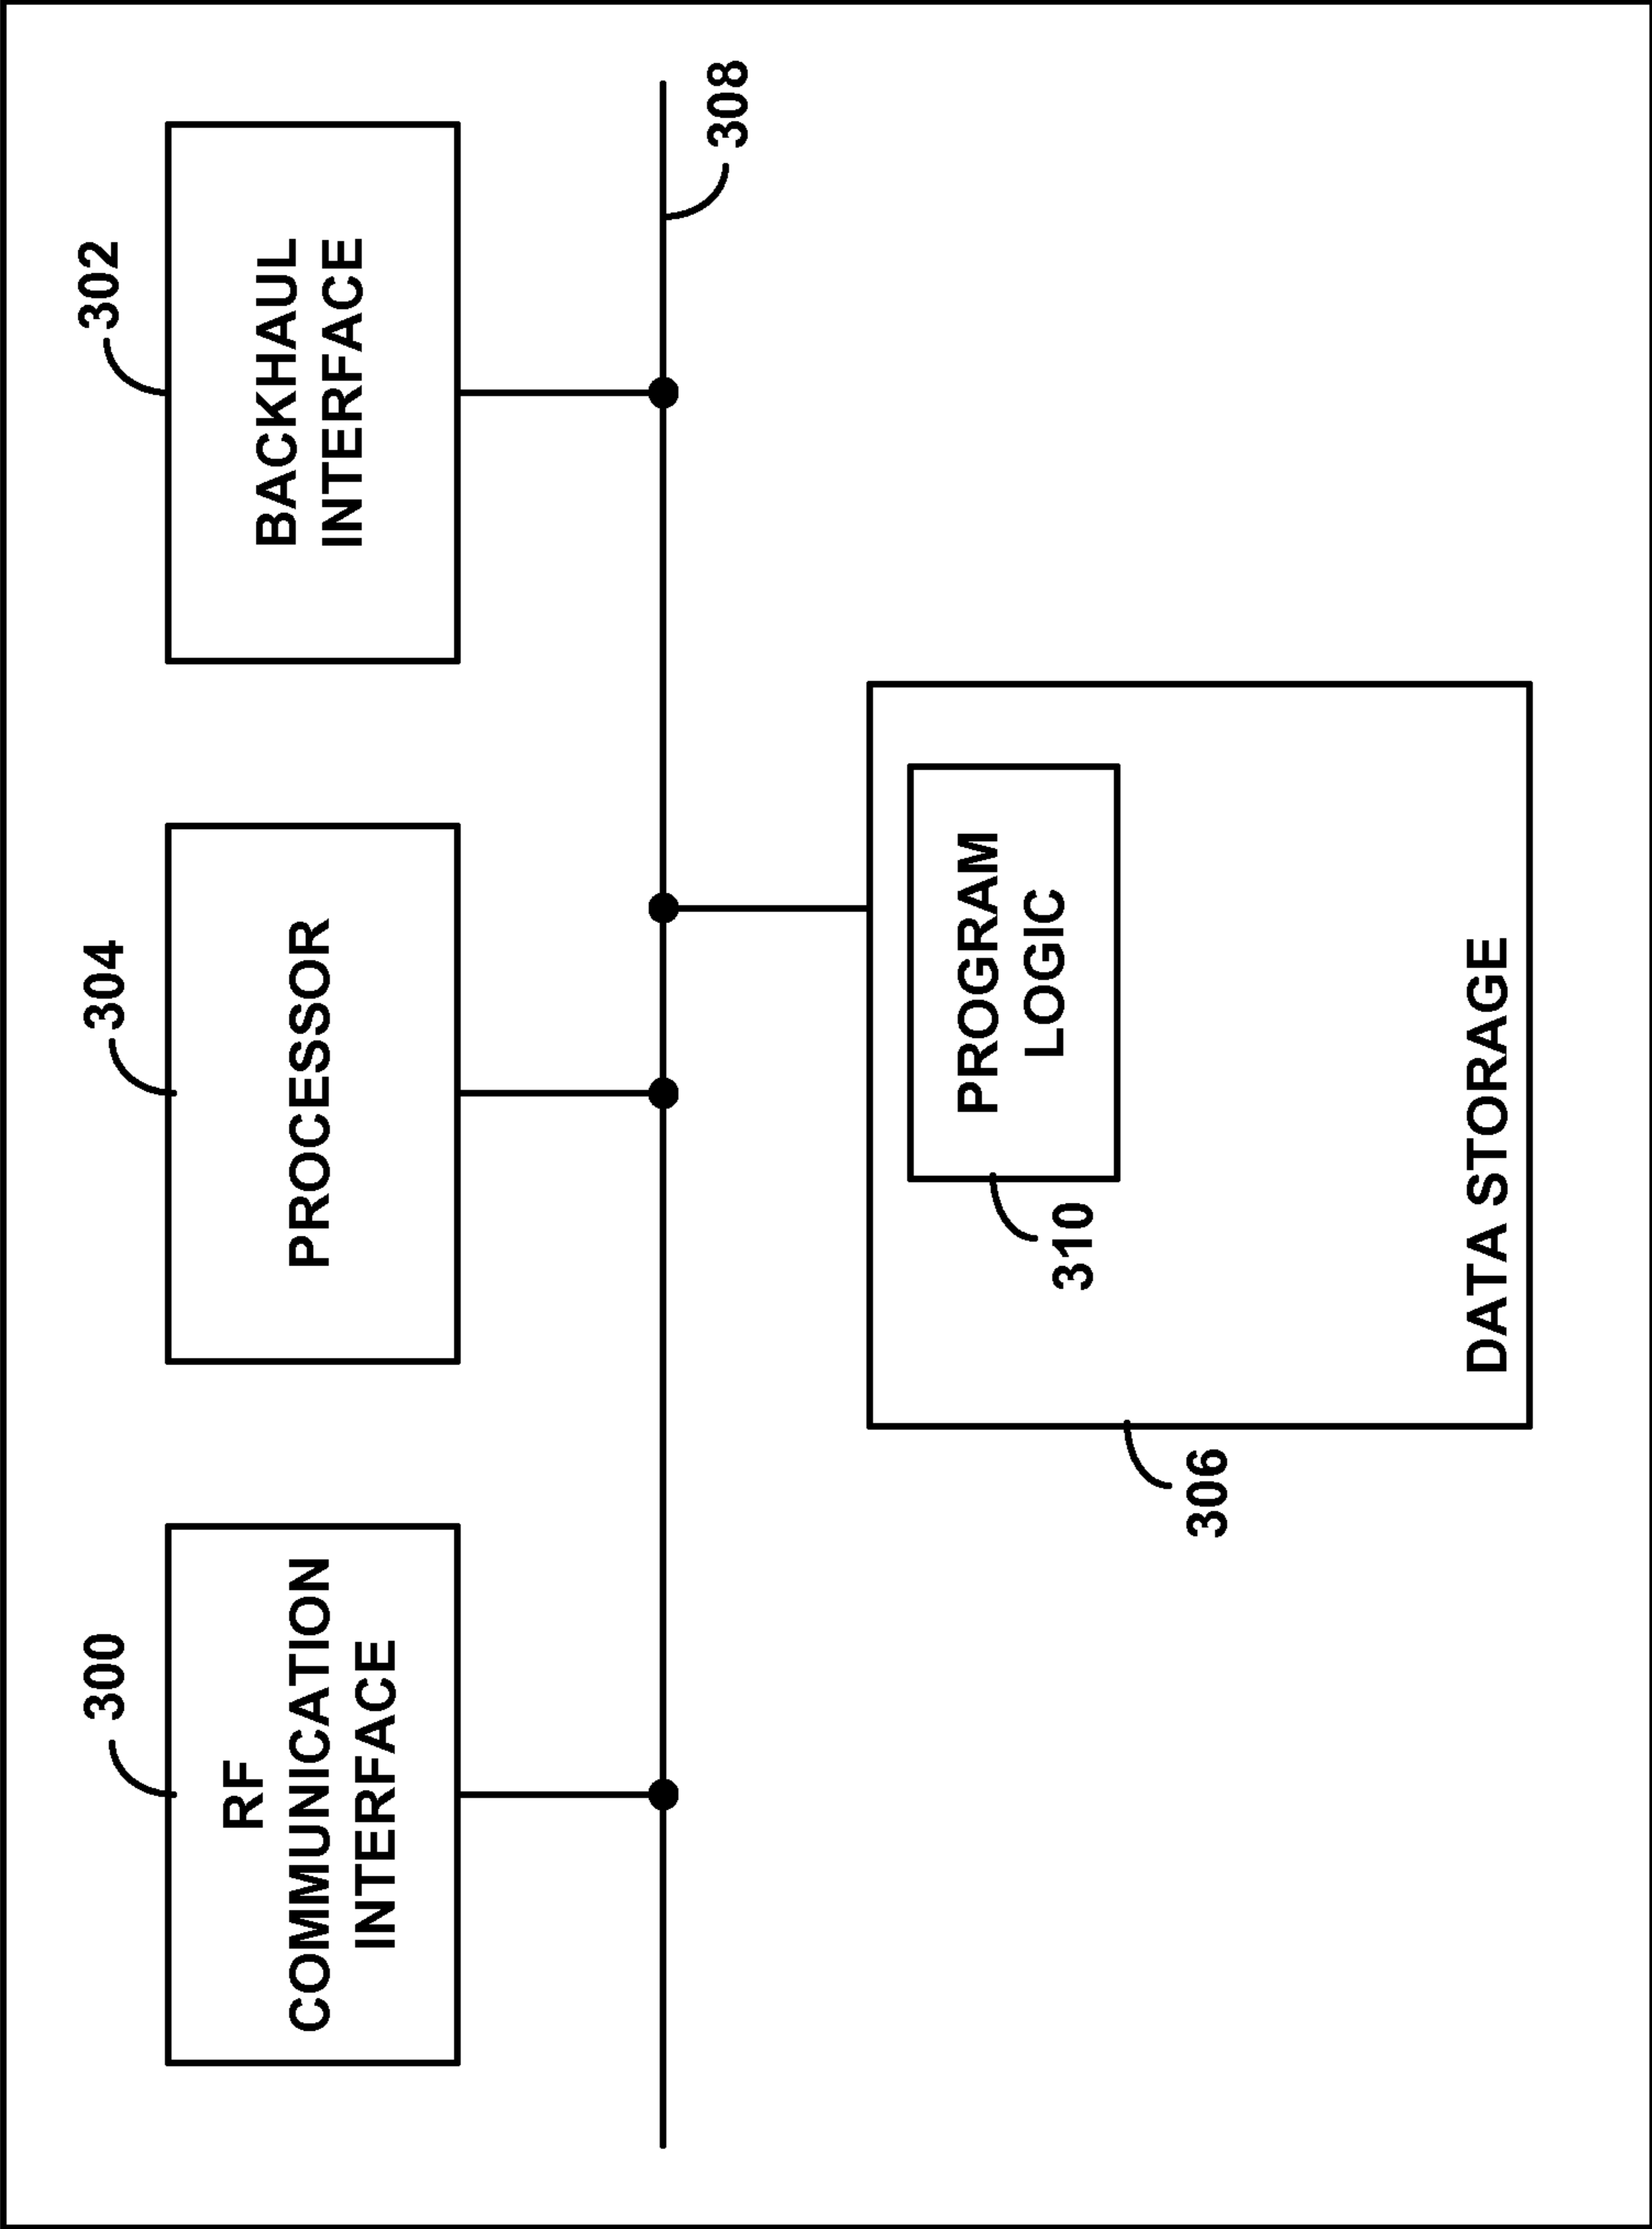 300
304
302
RF
COMMUNICATION
INTERFACE
PROCESSOR
BACKHAUL
INTERFACE
308
PROGRAM
LOGIC
310
306
DATA STORAGE